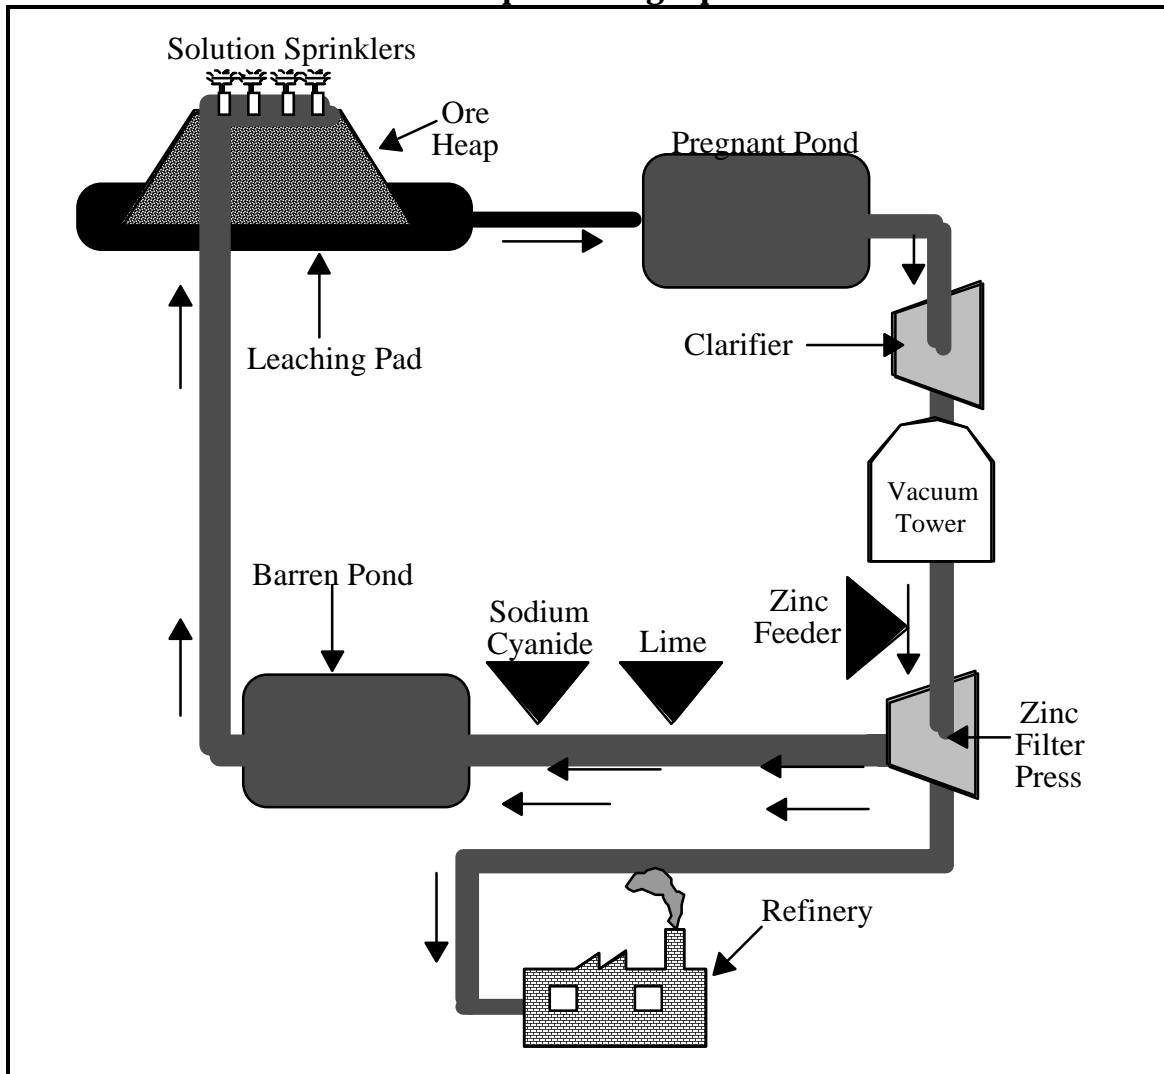 Solution Sprinklers
Ore
Heap
Pregnant Pond
Leaching Pad
Clarifier
Vacuum
Tower
Barren Pond
Sodium
Cyanide
Lime
Zinc
Feeder
Zinc
Filter
Press
Refinery